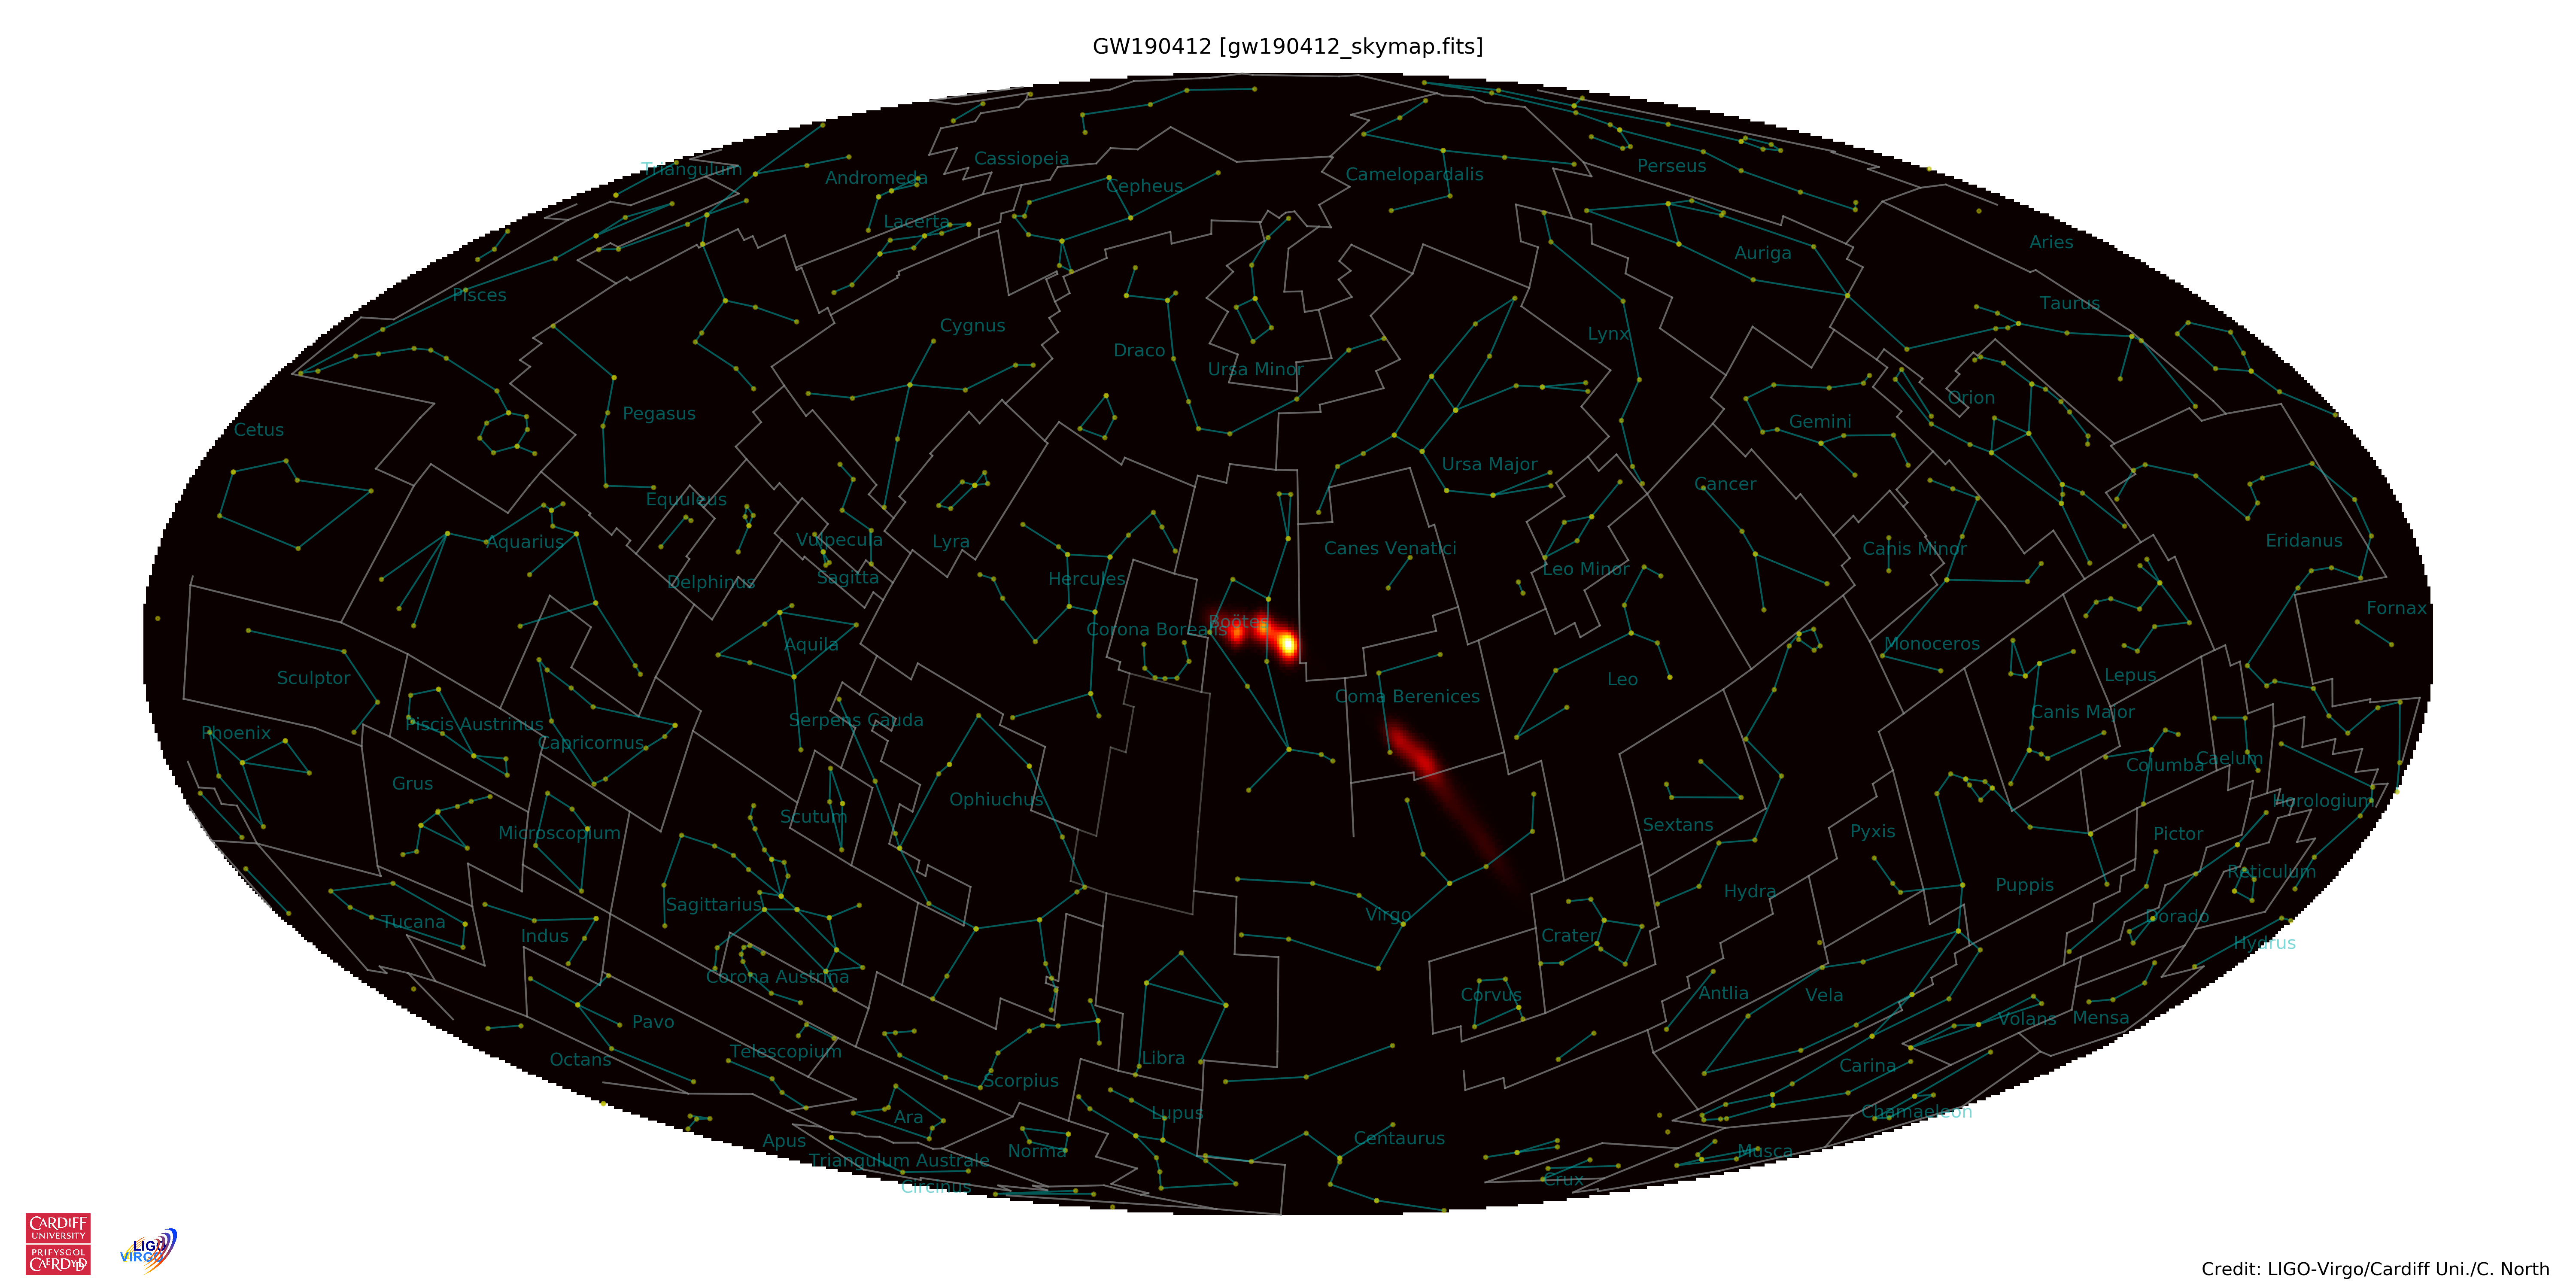 GW190412 [gw190412_skymap.fits]
Cassiopeia
Triangulum
Andromeda
Cepheus
Camelopardalis
Perseus
Lacerta
Auriga
Aries
Pisces
Taurus
Cygnus
Draco
Ursa Minor
Lynx
Pegasus
Orion
Gemini
Cetus
Ursa Major
Cancer
Equuleus
Aquarius
Vulpecula
Lyra
Canes Venatici
Canis Minor
Eridanus
Delphinus
Sagitta
Hercules
Leo Minor
Fornax
Aquila
Corona Borealis
Boötes
Monoceros
Sculptor
Leo
Lepus
Coma Berenices
Phoenix
Piscis Austrinus
Capricornus
Serpens Cauda
Canis Major
Columba
Caelum
Grus
Microscopium
Scutum
Ophiuchus
Sextans
Pyxis
Horologium
Pictor
Reticulum
Tucana
Indus
Sagittarius
Virgo
Crater
Hydra
Puppis
Dorado
Hydrus
Corona Austrina
Corvus
Antlia
Vela
Pavo
Volans
Mensa
Octans
Telescopium
Scorpius
Libra
Carina
Ara
Lupus
Chamaeleon
Apus
Triangulum Australe
Norma
Centaurus
Musca
Circinus
Crux
CARDIFF
UNIVERSITY
PRIFYSGOL
CAERDYDD
LIGO
VIRGO
Credit: LIGO-Virgo/Cardiff Uni./C. North